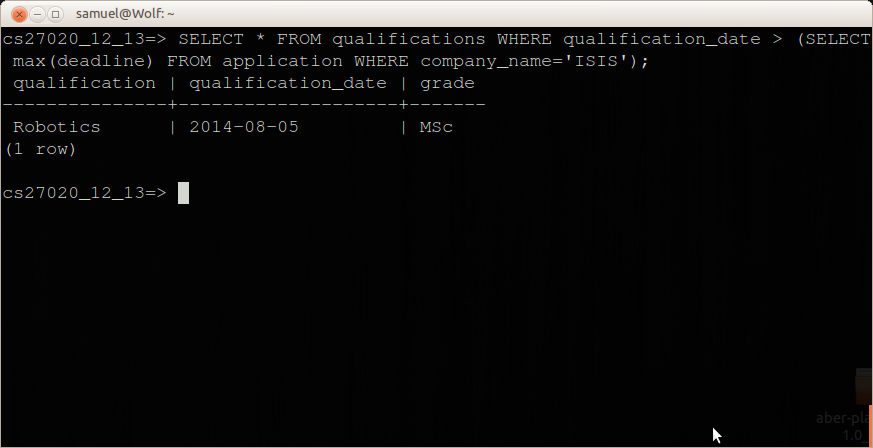 samuel@Wolf: ~
cs27020_12_13=> SELECT * FROM qualifications WHERE qualification_date > (SELECT
 max(deadline) FROM application WHERE company_name='ISIS');
 qualification | qualification_date | grade
---------------+--------------------+-------
 Robotics      | 2014-08-05         | MSc
(1 row)
cs27020_12_13=>
aber-pla
1.0_